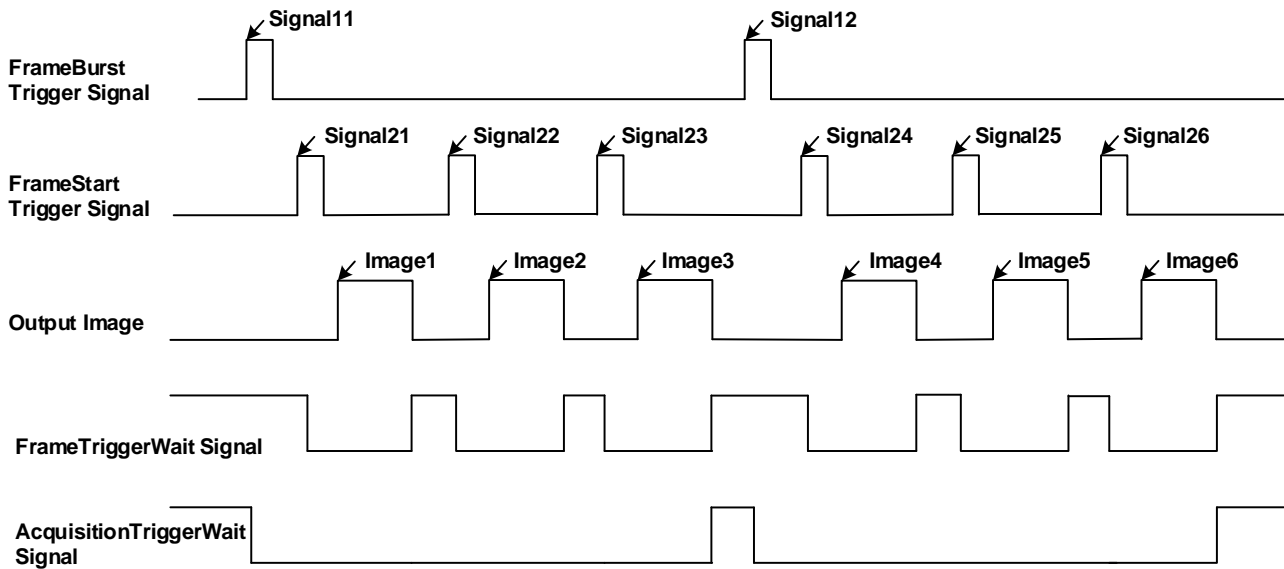 Signal11
Signal12
FrameBurst
Trigger Signal
Signal21
Signal22
Signal23
Signal24
Signal25
Signal26
FrameStart
Trigger Signal
Image1
Image2
Image3
Image4
Image5
Image6
Output Image
FrameTriggerWait Signal
AcquisitionTriggerWait
Signal